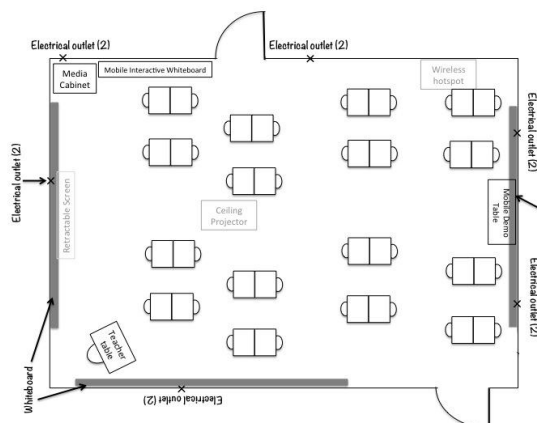 Electrical outlet (2)
Electrical outlet (2)
Media
Cabinet
Mobile Interactive Whiteboard
Wireless
hotspot
Electrical outlet (2)
Electrical outlet (2)
Retractable Screen
Ceiling
Projector
Mobile Demo
Table
Electrical outlet (2)
Teacher
table
Whiteboard
Electrical outlet (2)